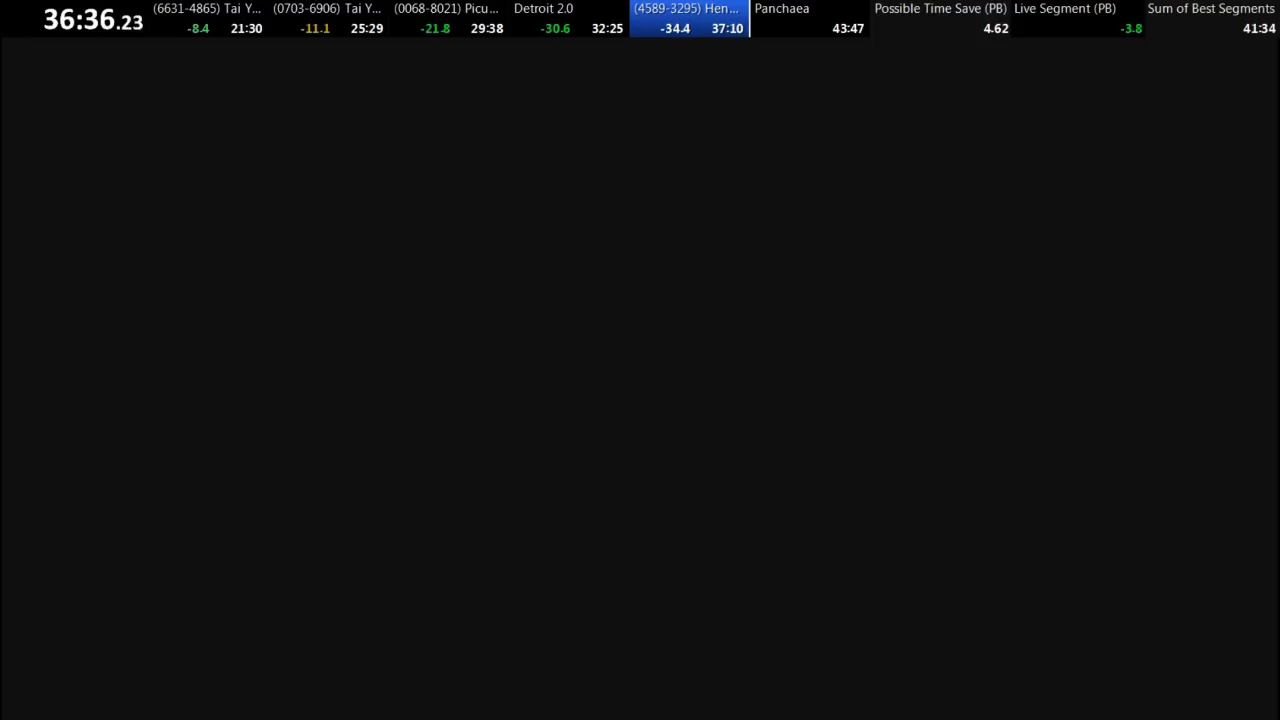 36:36.23
(6631-4865) Tai Y... -8.4 21:30
(0703-6906) Tai Y... -11.1 25:29
(0068-8021) Picu... -21.8 29:38
Detroit 2.0 -30.6 32:25
(4589-3295) Hen... -34.4 37:10
Panchaea 43:47
Possible Time Save (PB) 4.62
Live Segment (PB) -3.8
Sum of Best Segments 41:34